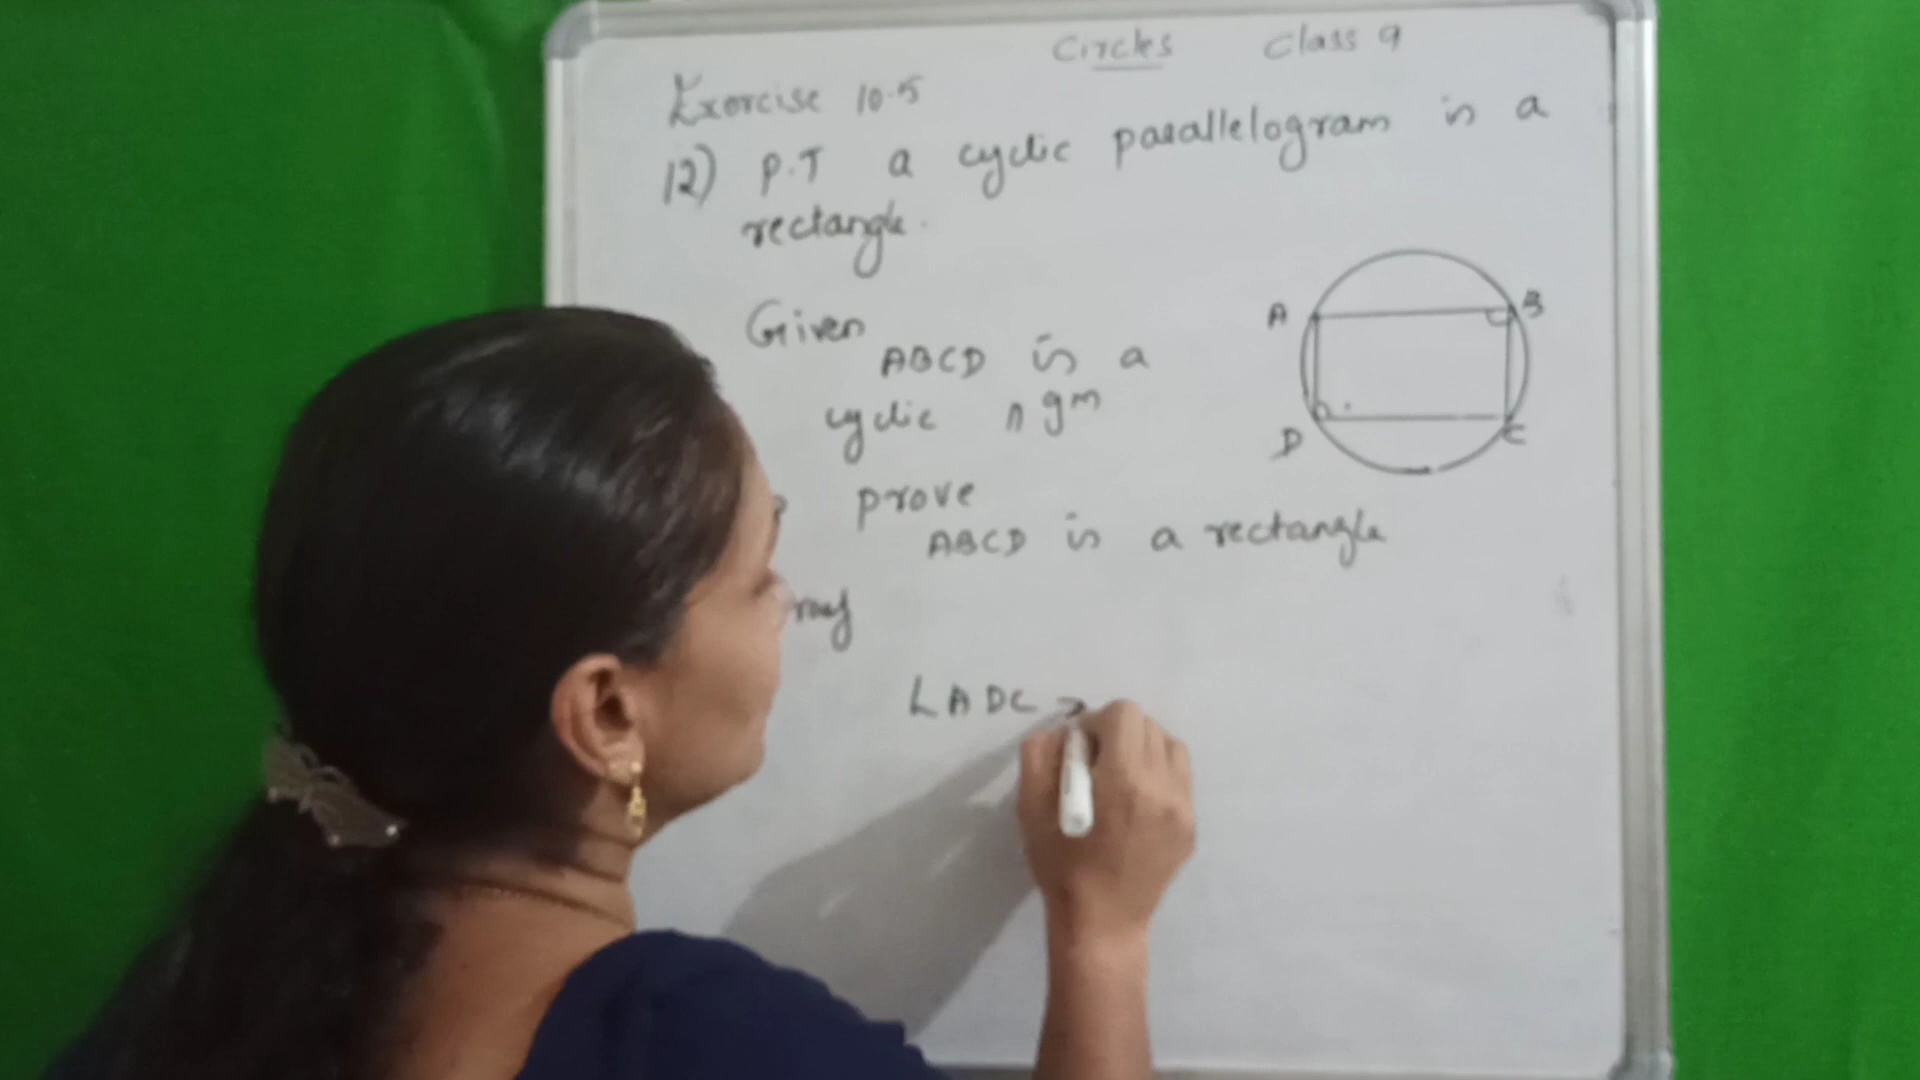 Circles Class 9
Exercise 10.5
12) P.T a cyclic parallelogram is a
rectangle.
Given
ABCD is a
cyclic 11gm
prove
ABCD is a rectangle
A
B
D
C
∠ADC =